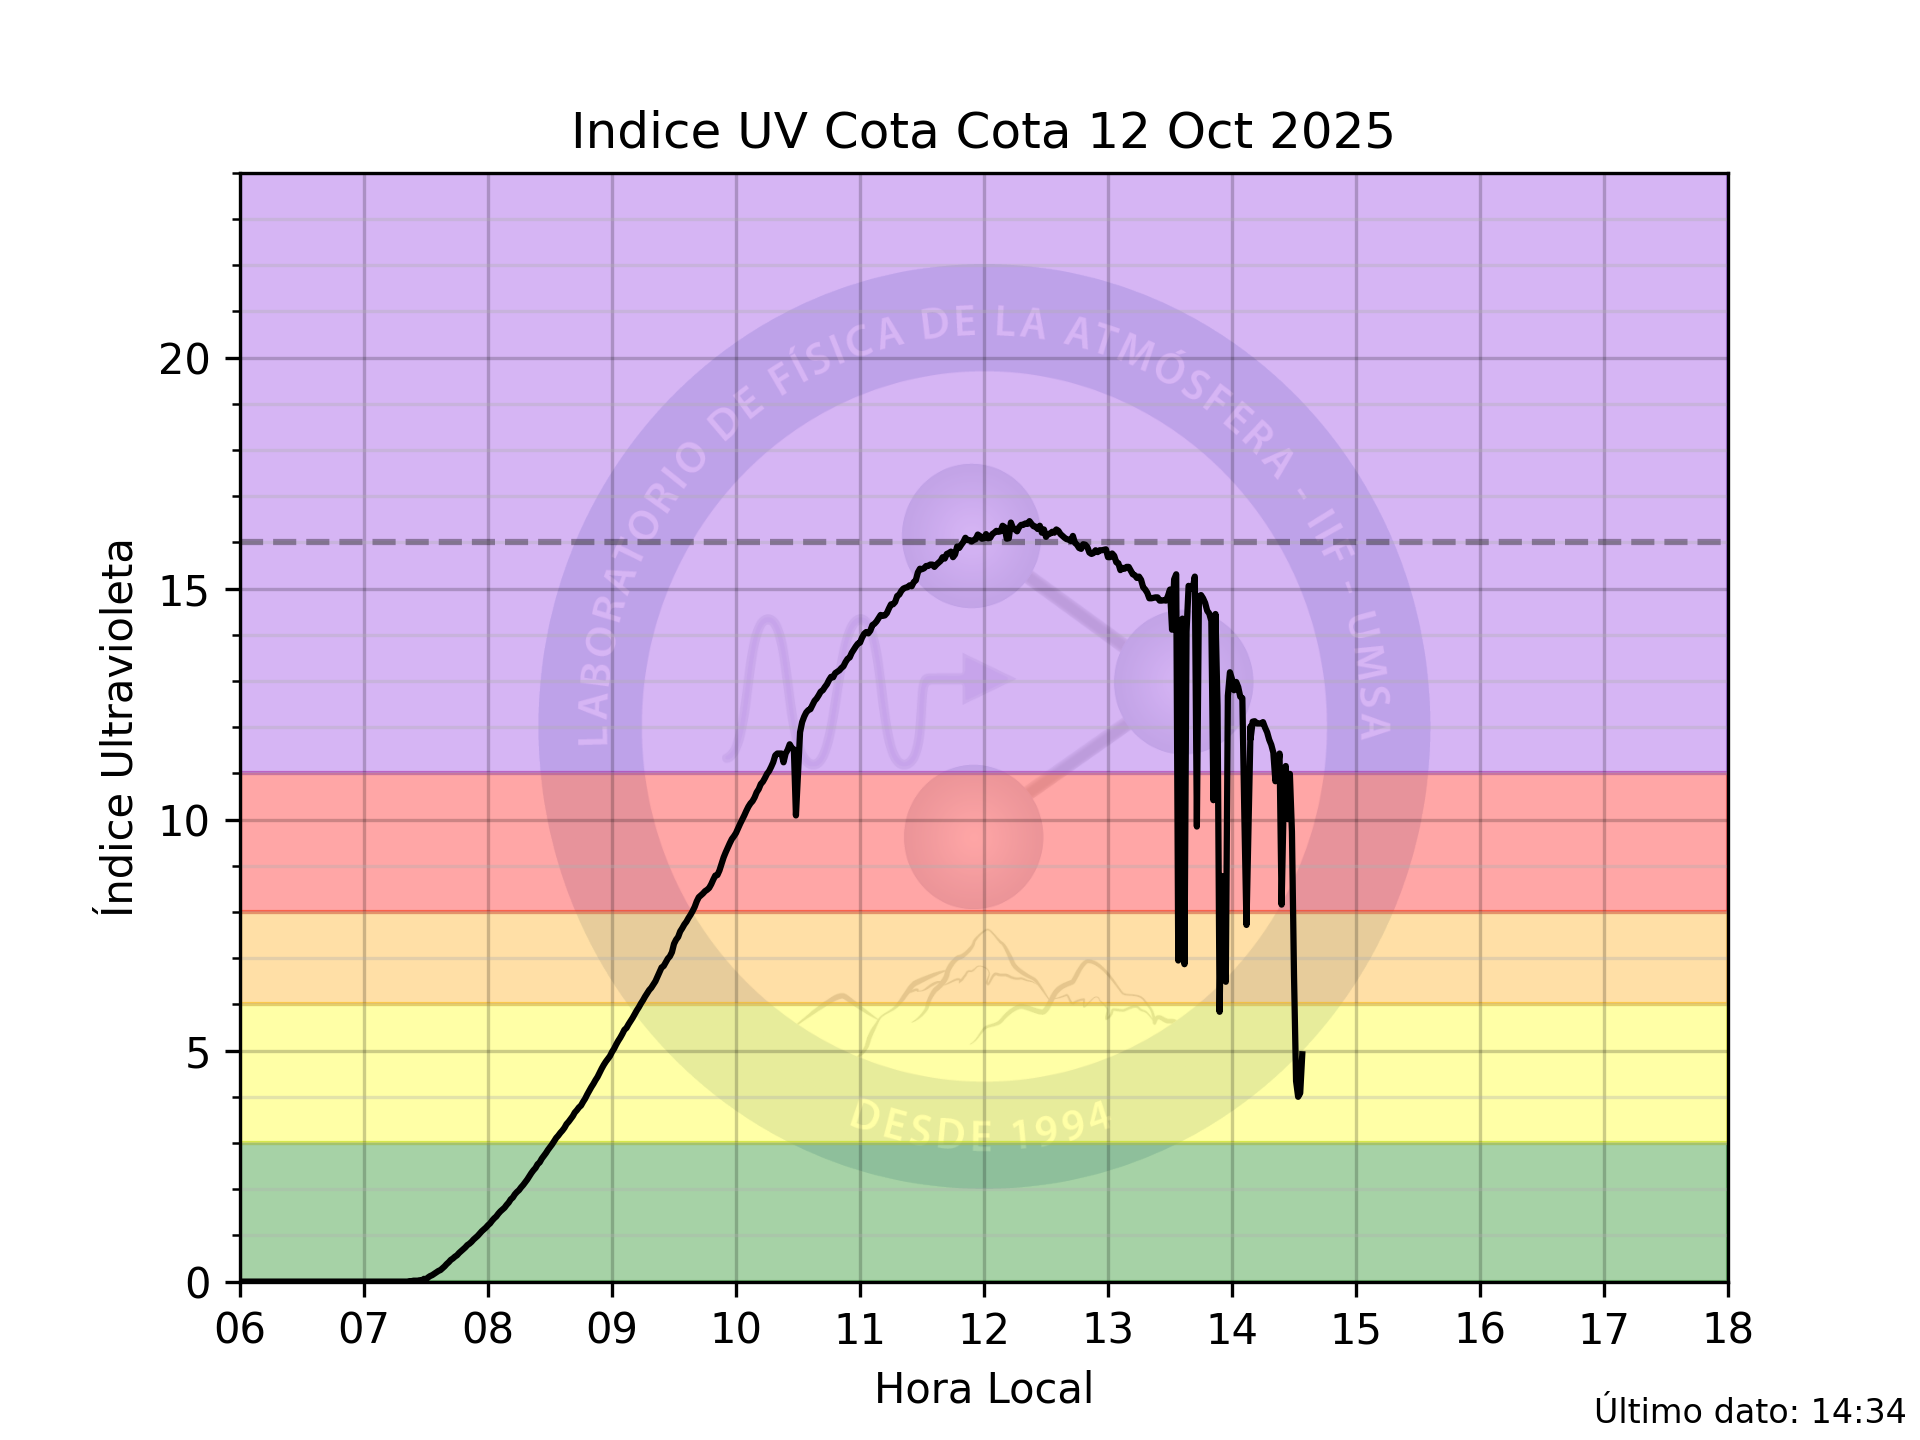 Indice UV Cota Cota 12 Oct 2025
Índice Ultravioleta
20
15
10
5
0
LABORATORIO DE FÍSICA DE LA ATMÓSFERA - IIF - UMSA
DESDE 1994
06 07 08 09 10 11 12 13 14 15 16 17 18
Hora Local
Último dato: 14:34